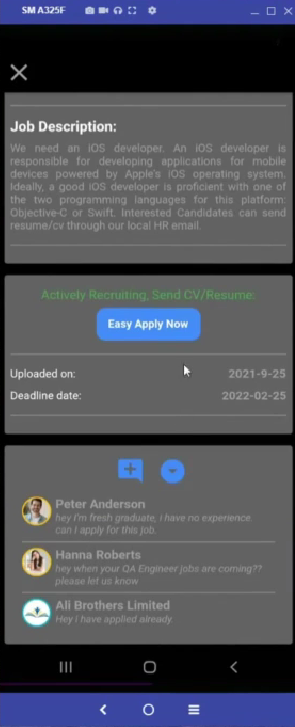 SM A325F
Job Description:
We need an iOS developer. An iOS developer is
responsible for developing applications for mobile
devices powered by Apple's iOS operating system.
Ideally, a good iOS developer is proficient with one of
the two programming languages for this platform:
Objective-C or Swift. Interested Candidates can send
resume/cv through our local HR email.
Actively Recruiting, Send CV/Resume:
Easy Apply Now
Uploaded on: 2021-9-25
Deadline date: 2022-02-25
Peter Anderson
hey I'm fresh graduate, i have no experience
can I apply for this job.
Hanna Roberts
hey when your QA Engineer jobs are coming??
please let us know
Ali Brothers Limited
Hey I have applied already